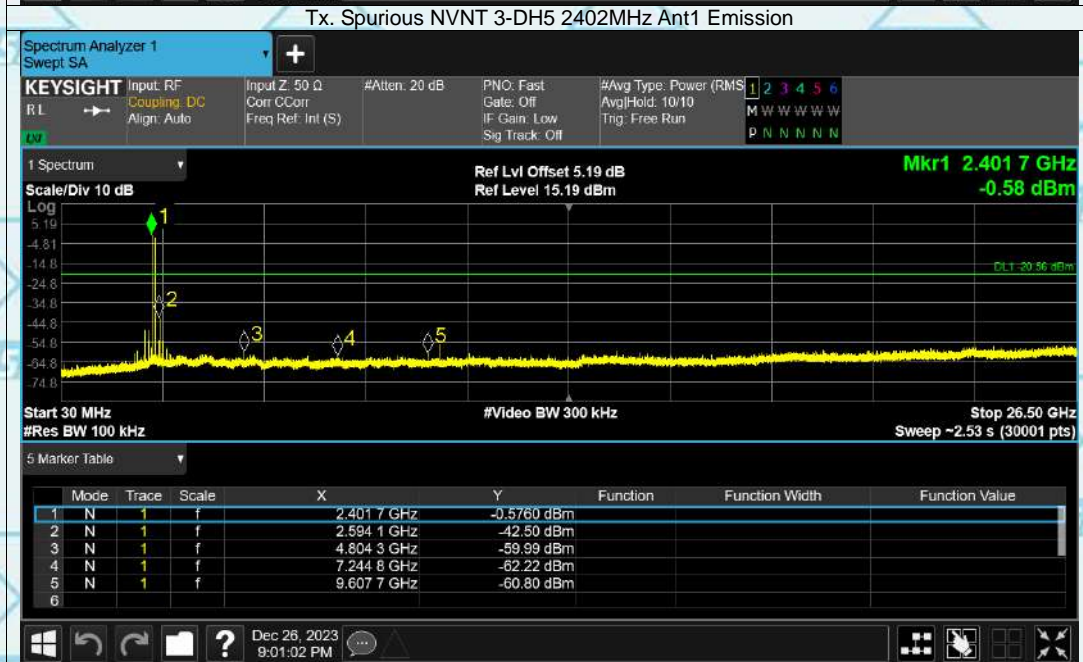 Tx. Spurious NVNT 3-DH5 2402MHz Ant1 Emission
Spectrum Analyzer 1
Swept SA
+
KEYSIGHT Input: RF Input Z: 50 Ω #Atten: 20 dB PNO: Fast #Avg Type: Power (RMS 1 2 3 4 5 6
RL Coupling: DC Corr CCorr Gate: Off Avg|Hold: 10/10 M W W W W W
Align: Auto Freq Ref: Int (S) IF Gain: Low Trig: Free Run
Sig Track: Off P N N N N N
LXI
1 Spectrum Ref Lvl Offset 5.19 dB Mkr1 2.401 7 GHz
Scale/Div 10 dB Ref Level 15.19 dBm -0.58 dBm
Log
5.19
-4.81
-14.8
DL1 -20.56 dBm
-24.8
-34.8
-44.8
-54.8
-64.8
-74.8
1
2
3
4
5
Start 30 MHz #Video BW 300 kHz Stop 26.50 GHz
#Res BW 100 kHz Sweep ~2.53 s (30001 pts)
5 Marker Table
Mode Trace Scale X Y Function Function Width Function Value
1 N 1 f 2.401 7 GHz -0.5760 dBm
2 N 1 f 2.594 1 GHz -42.50 dBm
3 N 1 f 4.804 3 GHz -59.99 dBm
4 N 1 f 7.244 8 GHz -62.22 dBm
5 N 1 f 9.607 7 GHz -60.80 dBm
6
? Dec 26, 2023
9:01:02 PM